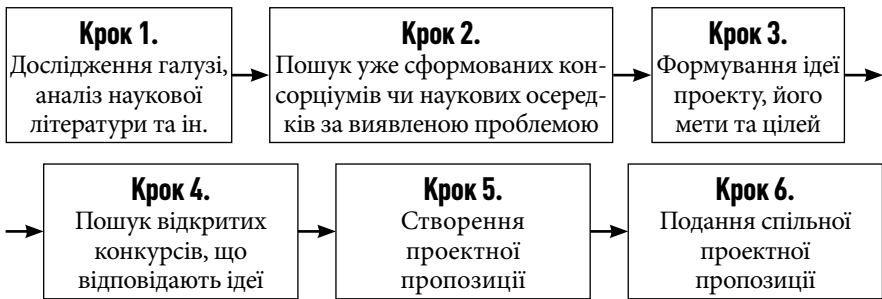 Крок 1.
Дослідження галузі,
аналіз наукової
літератури та ін.
Крок 2.
Пошук уже сформованих кон-
сорціумів чи наукових осеред-
ків за виявленою проблемою
Крок 3.
Формування ідеї
проекту, його
мети та цілей
Крок 4.
Пошук відкритих
конкурсів, що
відповідають ідеї
Крок 5.
Створення
проектної
пропозиції
Крок 6.
Подання спільної
проектної
пропозиції